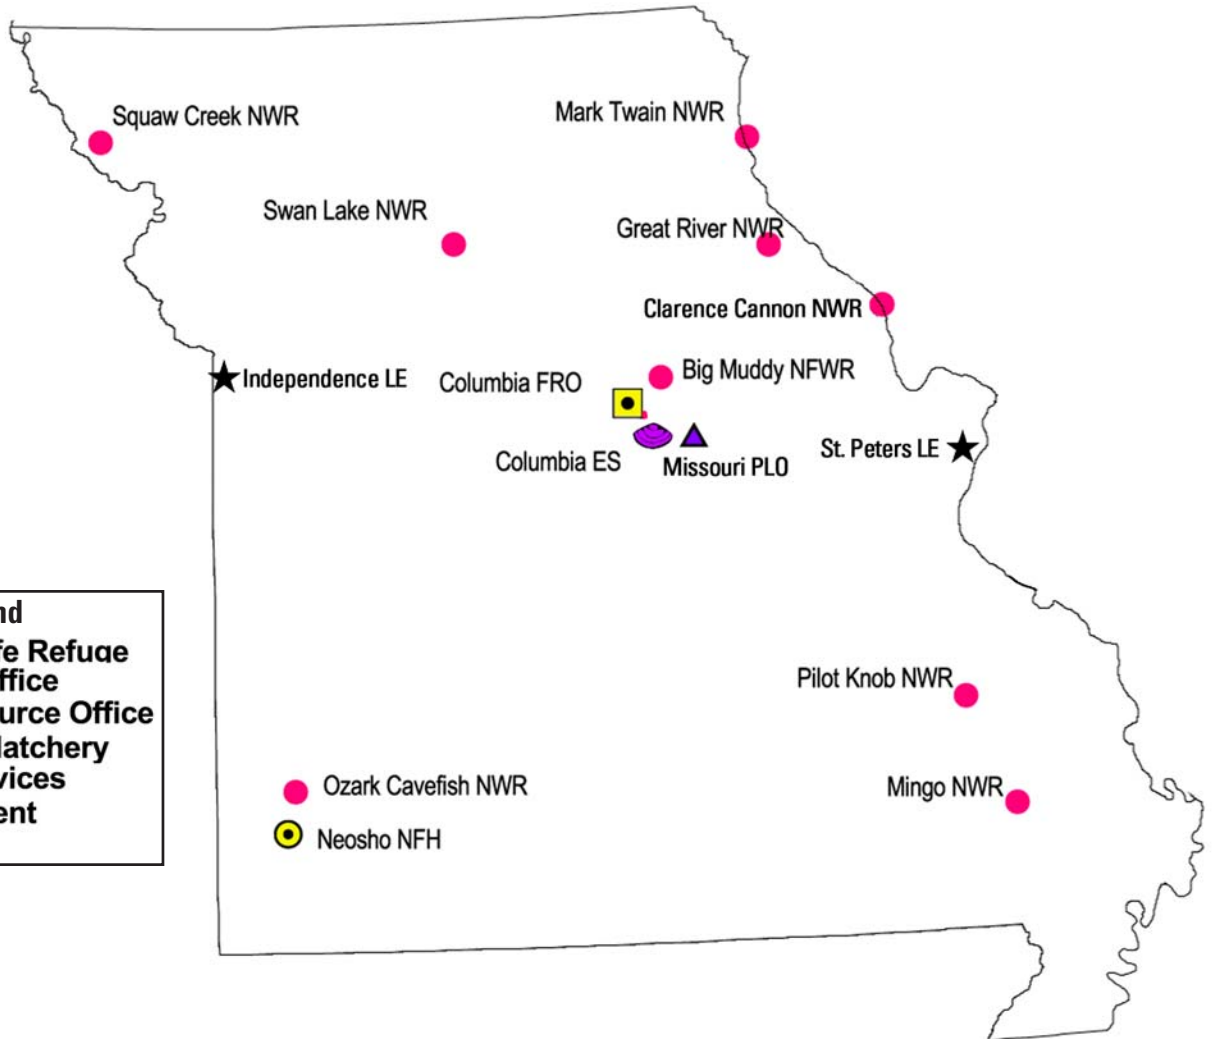 Squaw Creek NWR
Mark Twain NWR
Swan Lake NWR
Great River NWR
Clarence Cannon NWR
Big Muddy NFWR
Independence LE
Columbia FRO
St. Peters LE
Columbia ES
Missouri PLO
nd
fe Refuge
ffice
urce Office
latchery
vices
ent
Pilot Knob NWR
Ozark Cavefish NWR
Mingo NWR
Neosho NFH